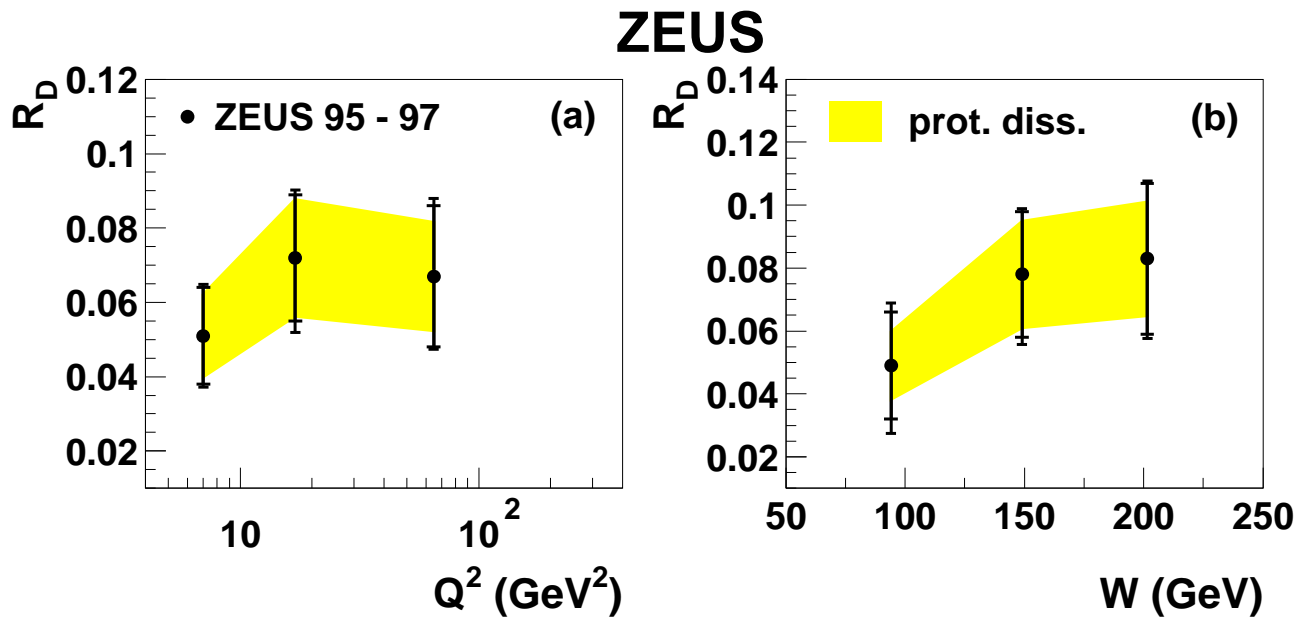 ZEUS
R_D
0.12
0.1
0.08
0.06
0.04
0.02
ZEUS 95 - 97
(a)
10
10^2
Q^2 (GeV^2)
R_D
0.14
0.12
0.1
0.08
0.06
0.04
0.02
prot. diss.
(b)
50
100
150
200
250
W (GeV)